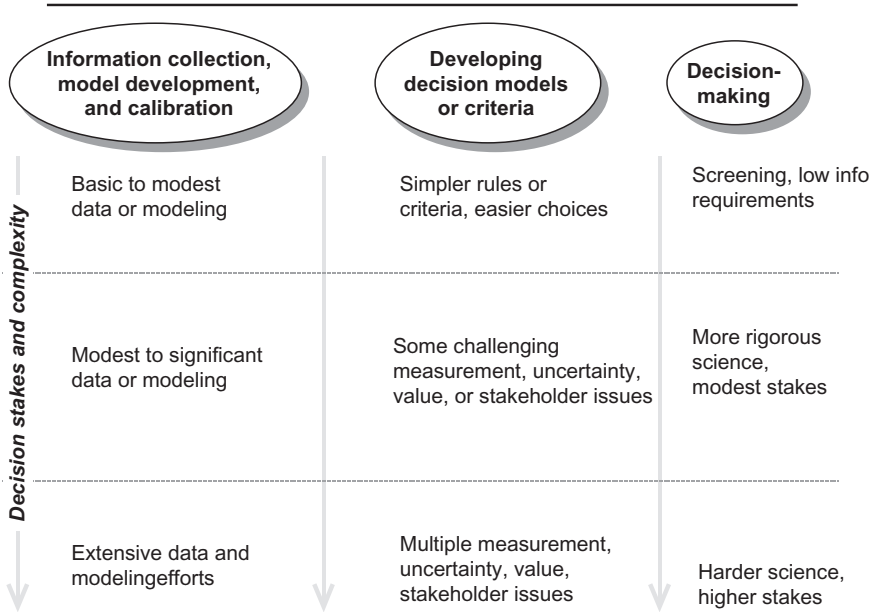 Information collection,
model development,
and calibration
Developing
decision models
or criteria
Decision-
making
Decision stakes and complexity
Basic to modest
data or modeling
Simpler rules or
criteria, easier choices
Screening, low info
requirements
Modest to significant
data or modeling
Some challenging
measurement, uncertainty,
value, or stakeholder issues
More rigorous
science,
modest stakes
Extensive data and
modelingefforts
Multiple measurement,
uncertainty, value,
stakeholder issues
Harder science,
higher stakes